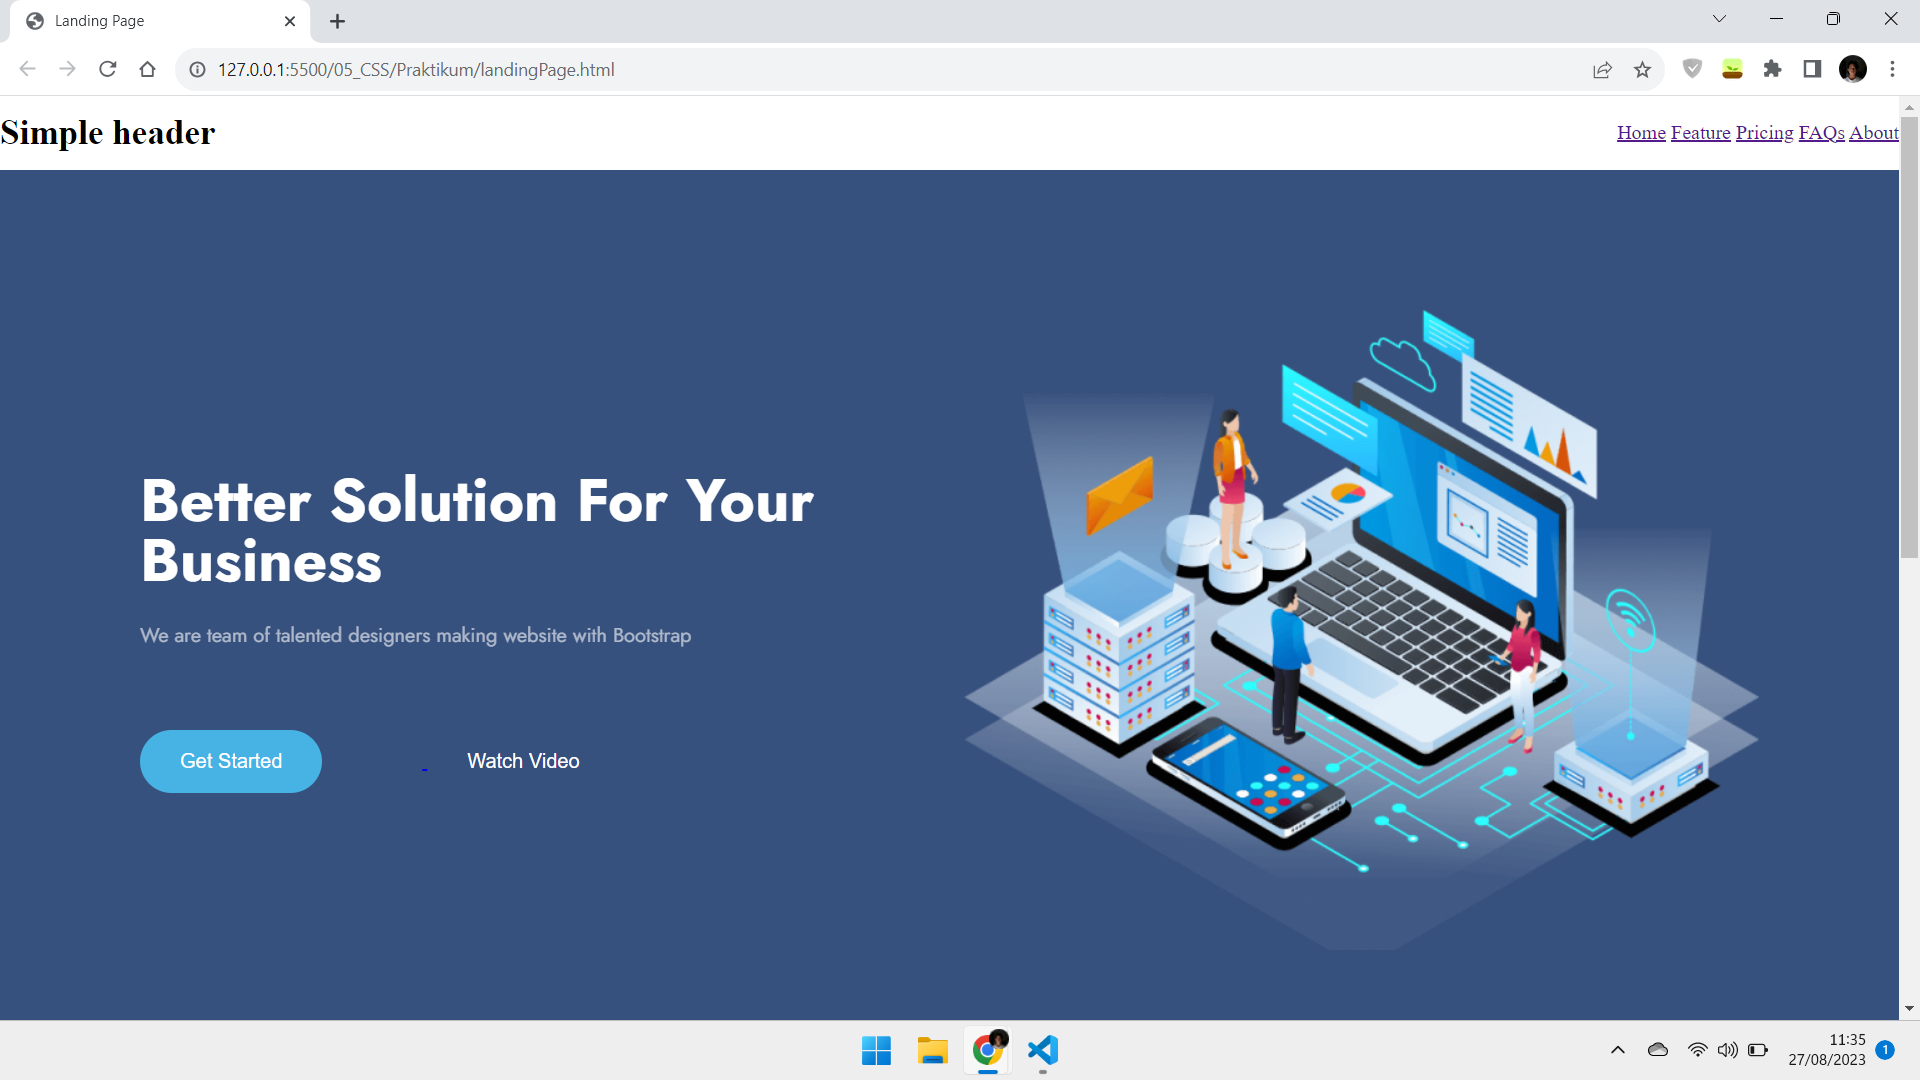 Landing Page
127.0.0.1:5500/05_CSS/Praktikum/landingPage.html
Simple header
Home Feature Pricing FAQs About
Better Solution For Your
Business
We are team of talented designers making website with Bootstrap
Get Started
Watch Video
11:35
27/08/2023
1